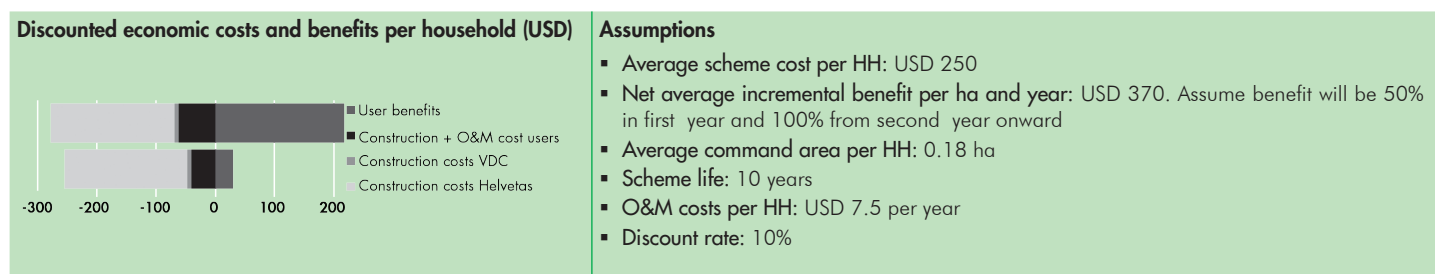 Discounted economic costs and benefits per household (USD)
User benefits
Construction + O&M cost users
Construction costs VDC
Construction costs Helvetas
-300 -200 -100 0 100 200
Assumptions
▪ Average scheme cost per HH: USD 250
▪ Net average incremental benefit per ha and year: USD 370. Assume benefit will be 50%
in first year and 100% from second year onward
▪ Average command area per HH: 0.18 ha
▪ Scheme life: 10 years
▪ O&M costs per HH: USD 7.5 per year
▪ Discount rate: 10%